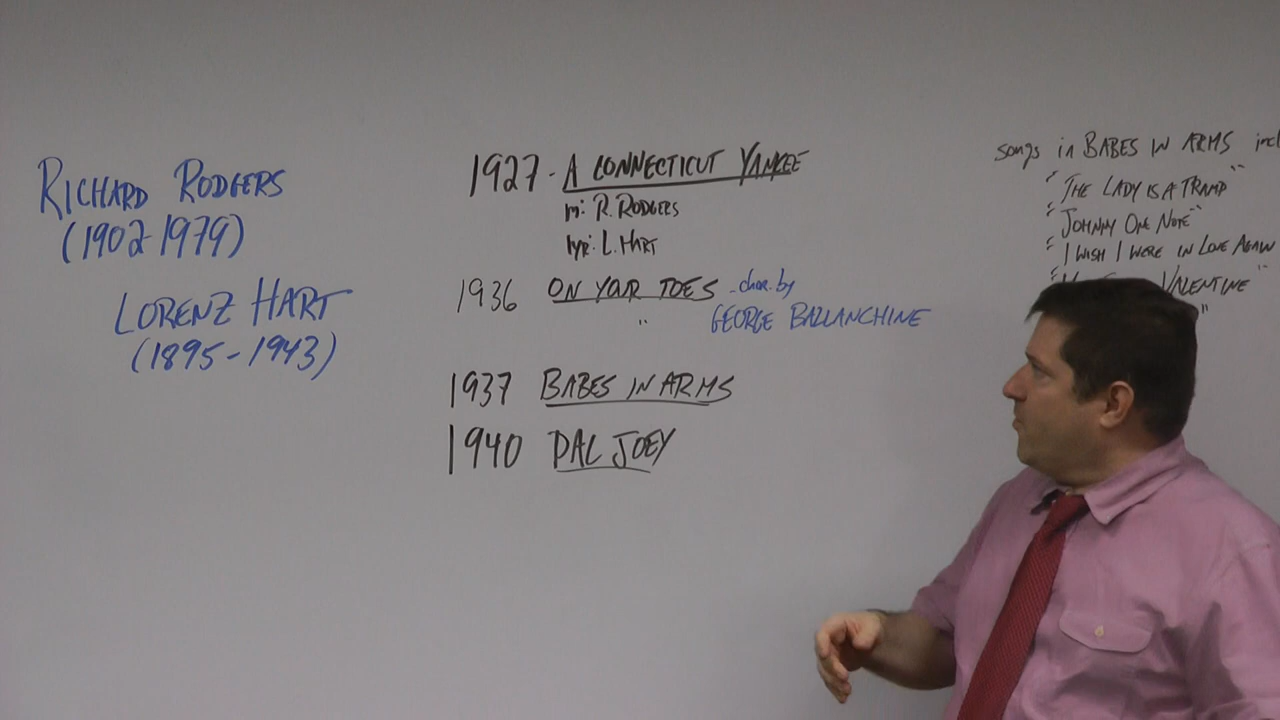 RICHARD RODGERS
(1902-1979)
LORENZ HART
(1895-1943)
1927 - A CONNECTICUT YANKEE
m: R. RODGERS
lyr: L. HART
1936 ON YOUR TOES - chor. by
" GEORGE BALLANCHINE
1937 BABES IN ARMS
1940 PAL JOEY
songs in BABES IN ARMS incl
"THE LADY IS A TRAMP"
"JOHNNY ONE NOTE"
"I WISH I WERE IN LOVE AGAIN
VALENTINE"
"